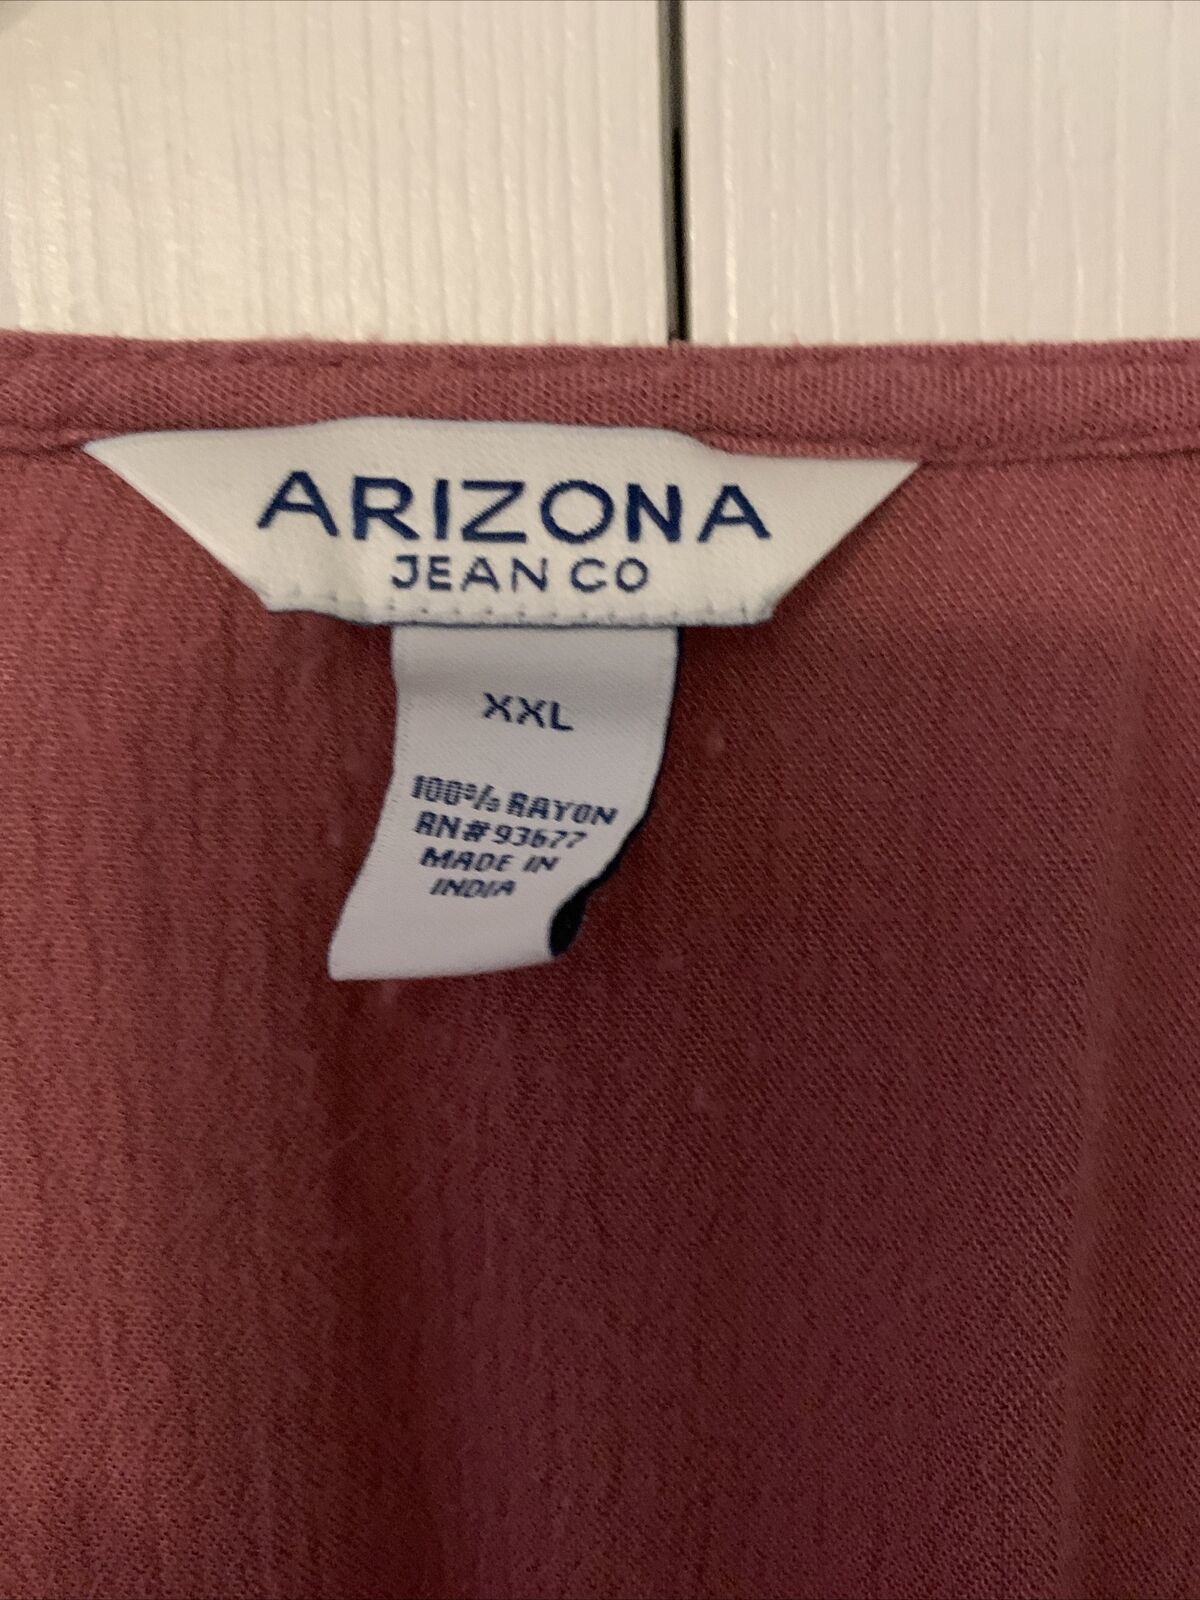 ARIZONA
JEAN CO
XXL
100% RAYON
RN# 93677
MADE IN
INDIA